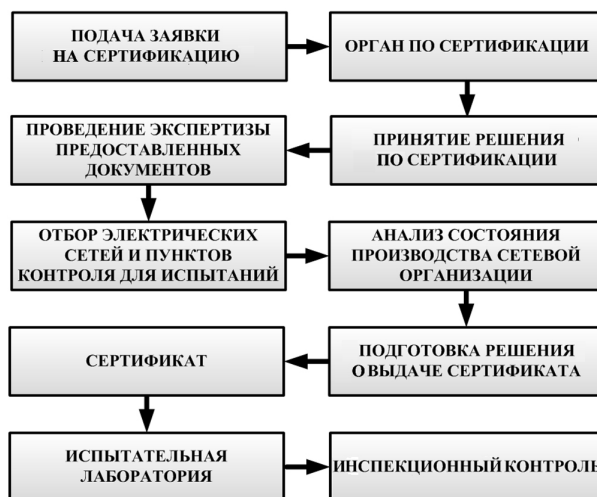 ПОДАЧА ЗАЯВКИ
НА СЕРТИФИКАЦИЮ
ОРГАН ПО СЕРТИФИКАЦИИ
ПРИНЯТИЕ РЕШЕНИЯ
ПО СЕРТИФИКАЦИИ
ПРОВЕДЕНИЕ ЭКСПЕРТИЗЫ
ПРЕДОСТАВЛЕННЫХ
ДОКУМЕНТОВ
ОТБОР ЭЛЕКТРИЧЕСКИХ
СЕТЕЙ И ПУНКТОВ
КОНТРОЛЯ ДЛЯ ИСПЫТАНИЙ
АНАЛИЗ СОСТОЯНИЯ
ПРОИЗВОДСТВА СЕТЕВОЙ
ОРГАНИЗАЦИИ
ПОДГОТОВКА РЕШЕНИЯ
О ВЫДАЧЕ СЕРТИФИКАТА
СЕРТИФИКАТ
ИСПЫТАТЕЛЬНАЯ
ЛАБОРАТОРИЯ
ИНСПЕКЦИОННЫЙ КОНТРОЛЬ